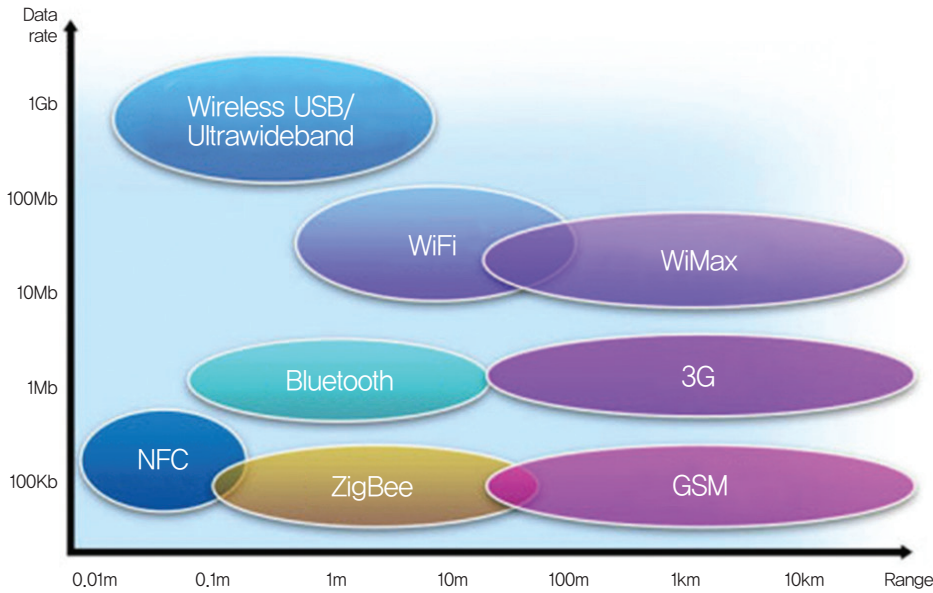 Data
rate
1Gb
Wireless USB/
Ultrawideband
100Mb
WiFi
WiMax
10Mb
Bluetooth
3G
1Mb
NFC
ZigBee
GSM
100Kb
0.01m
0.1m
1m
10m
100m
1km
10km
Range